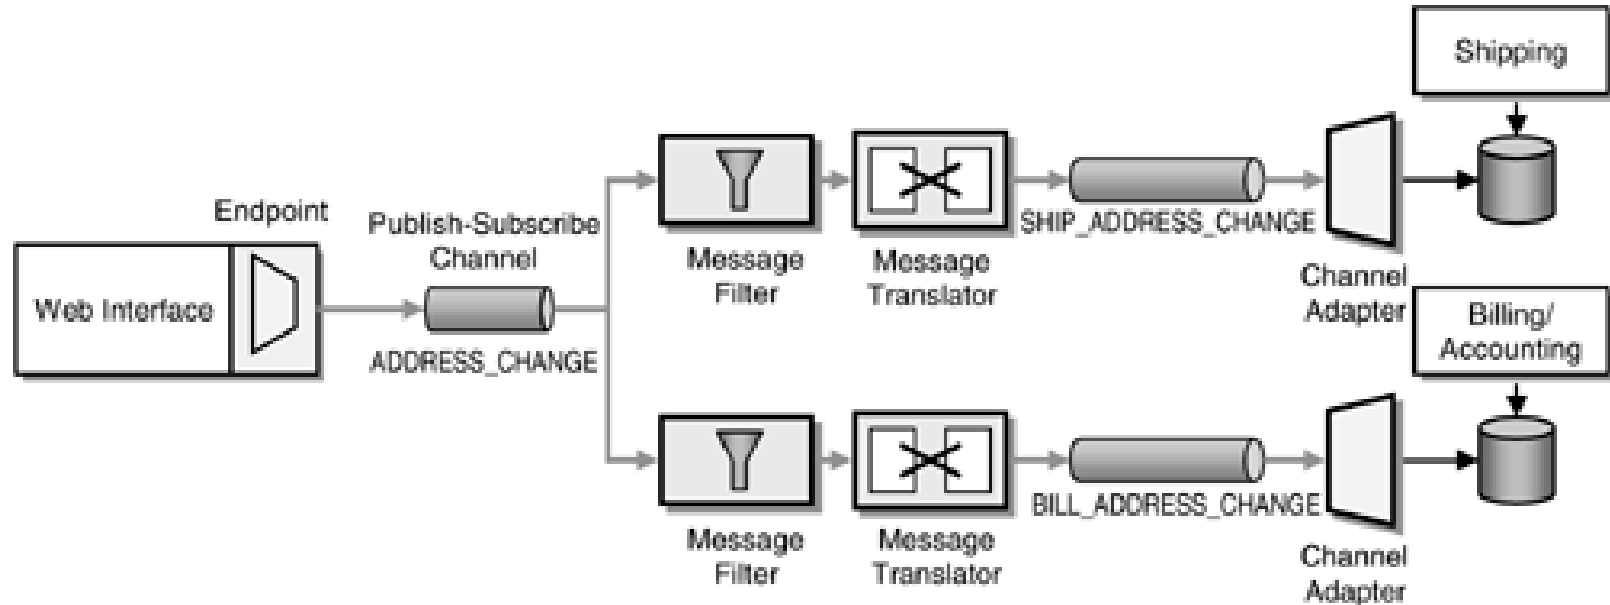 Shipping
Endpoint
Publish-Subscribe
Channel
Web Interface
ADDRESS_CHANGE
Message
Filter
Message
Translator
SHIP_ADDRESS_CHANGE
Channel
Adapter
Billing/
Accounting
Message
Filter
Message
Translator
BILL_ADDRESS_CHANGE
Channel
Adapter